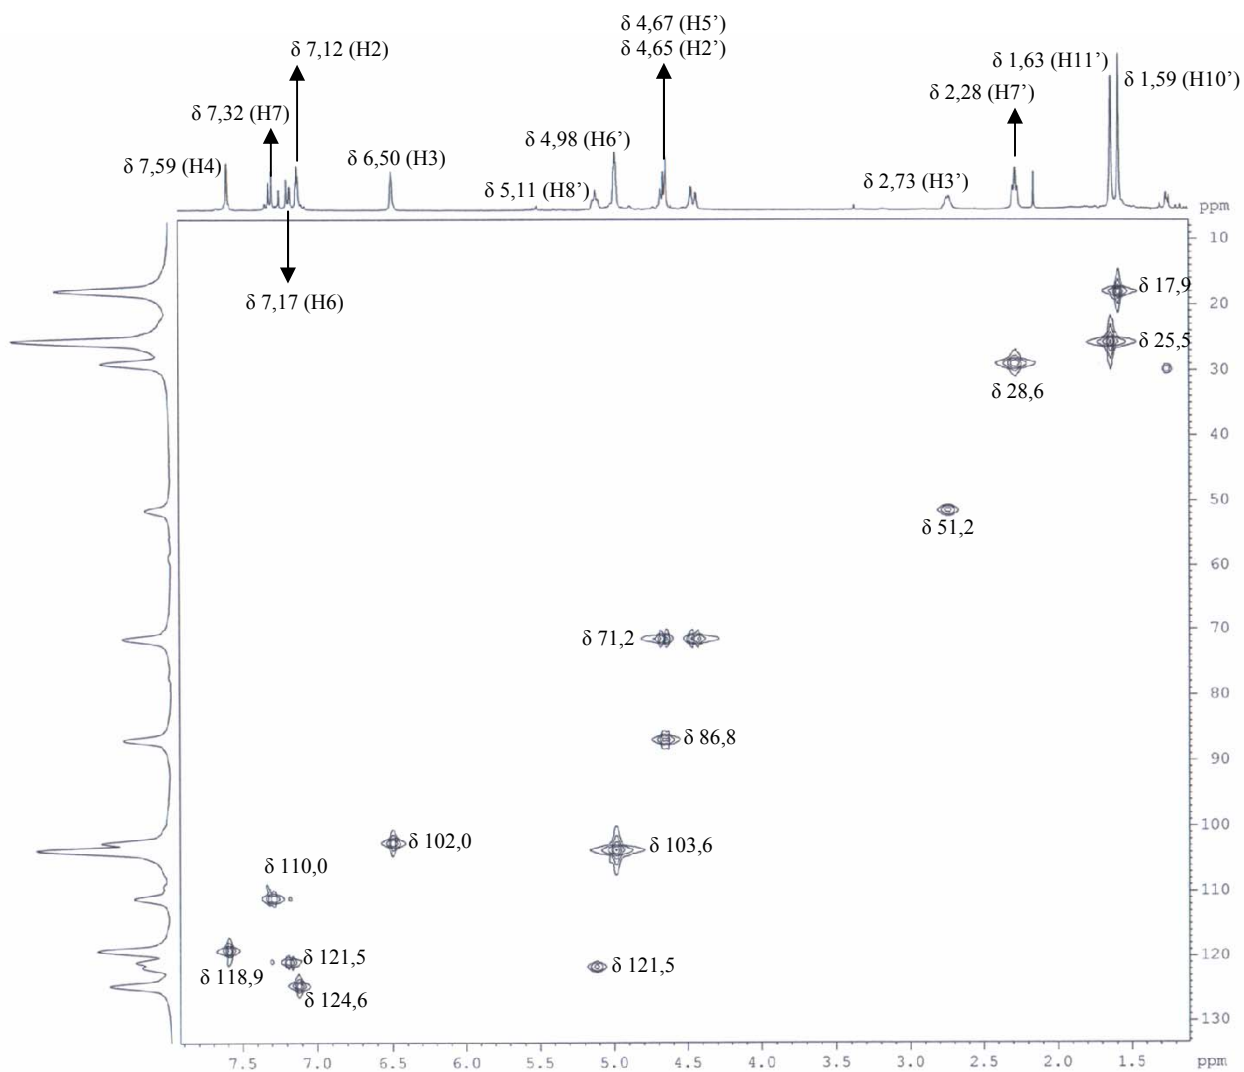 δ 4,67 (H5’)
δ 7,12 (H2)
δ 4,65 (H2’)
δ 1,63 (H11’)
δ 1,59 (H10’)
δ 2,28 (H7’)
δ 7,32 (H7)
δ 4,98 (H6’)
δ 7,59 (H4)
δ 6,50 (H3)
δ 5,11 (H8’)
δ 2,73 (H3’)
ppm
10
δ 7,17 (H6)
δ 17,9
20
δ 25,5
30
δ 28,6
40
50
δ 51,2
60
δ 71,2
70
80
δ 86,8
90
100
δ 102,0
δ 103,6
δ 110,0
110
δ 121,5
δ 121,5
120
δ 118,9
δ 124,6
130
7.5 7.0 6.5 6.0 5.5 5.0 4.5 4.0 3.5 3.0 2.5 2.0 1.5 ppm